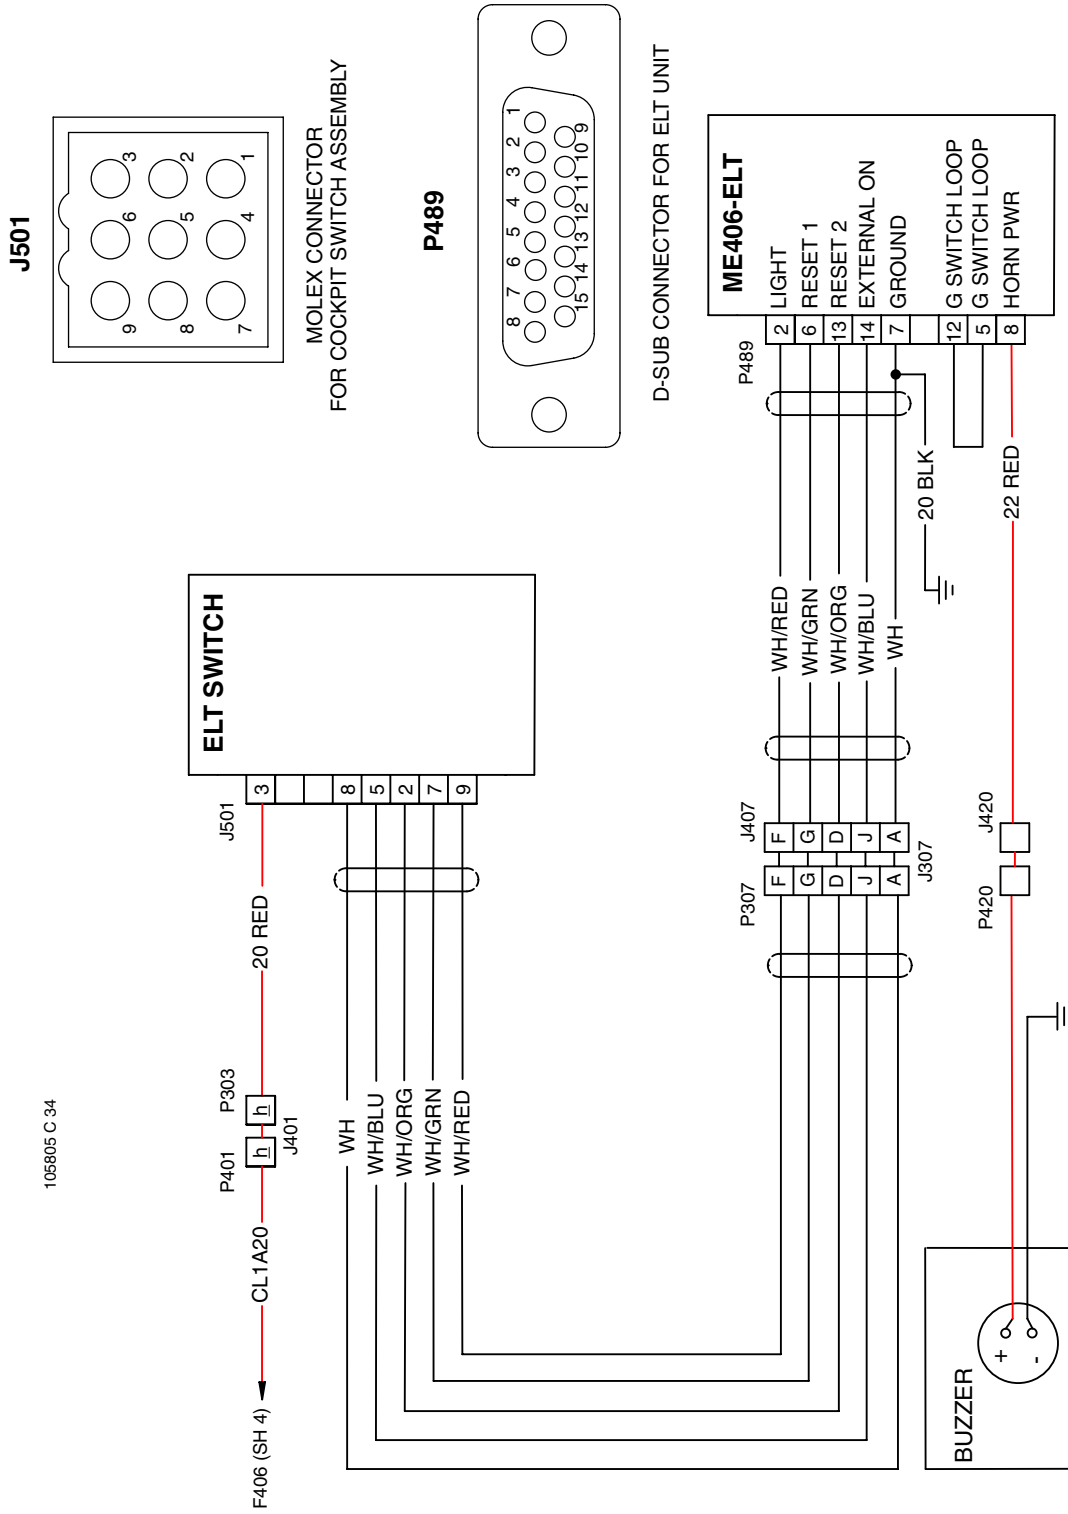 105805 C 34
J501
3
6
9
2
5
8
1
4
7
MOLEX CONNECTOR
FOR COCKPIT SWITCH ASSEMBLY
P489
8 7 6 5 4 3 2 1
15 14 13 12 11 10 9
D-SUB CONNECTOR FOR ELT UNIT
ELT SWITCH
F406 (SH 4)
CL1A20
P401
h
h
P303
J401
20 RED
J501
3
8
5
2
7
9
WH
WH/BLU
WH/ORG
WH/GRN
WH/RED
P307
F
G
D
J
A
J407
F
G
D
J
A
J307
WH/RED
WH/GRN
WH/ORG
WH/BLU
WH
P489
ME406-ELT
2 LIGHT
6 RESET 1
13 RESET 2
14 EXTERNAL ON
7 GROUND
12 G SWITCH LOOP
5 G SWITCH LOOP
8 HORN PWR
20 BLK
22 RED
P420
J420
BUZZER
+
-